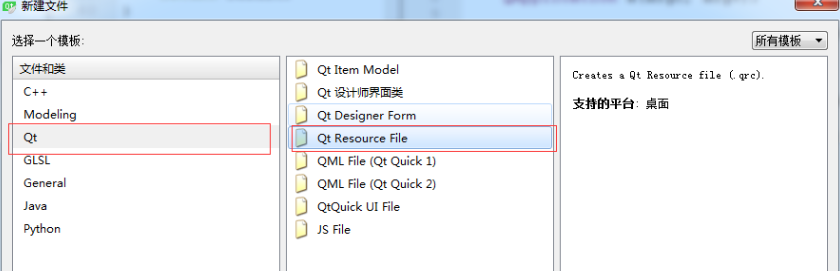 新建文件
选择一个模板:
所有模板
文件和类
C++
Modeling
Qt
GLSL
General
Java
Python
Qt Item Model
Qt 设计师界面类
Qt Designer Form
Qt Resource File
QML File (Qt Quick 1)
QML File (Qt Quick 2)
QtQuick UI File
JS File
Creates a Qt Resource file (.qrc).
支持的平台: 桌面